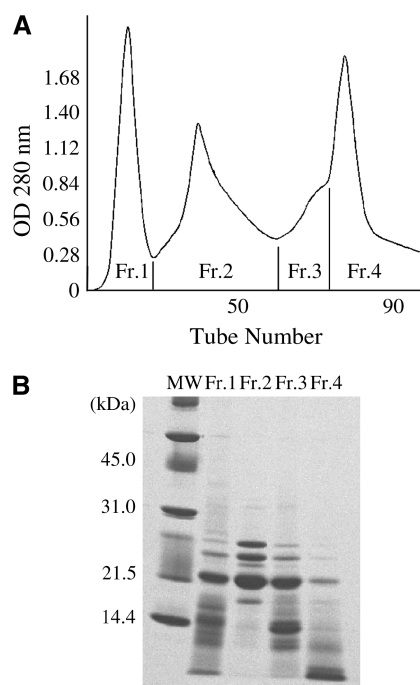 A
OD 280 nm
1.68
1.40
1.12
0.84
0.56
0.28
0
Fr.1 Fr.2 Fr.3 Fr.4
50 90
Tube Number
B
MW Fr.1 Fr.2 Fr.3 Fr.4
(kDa)
45.0
31.0
21.5
14.4